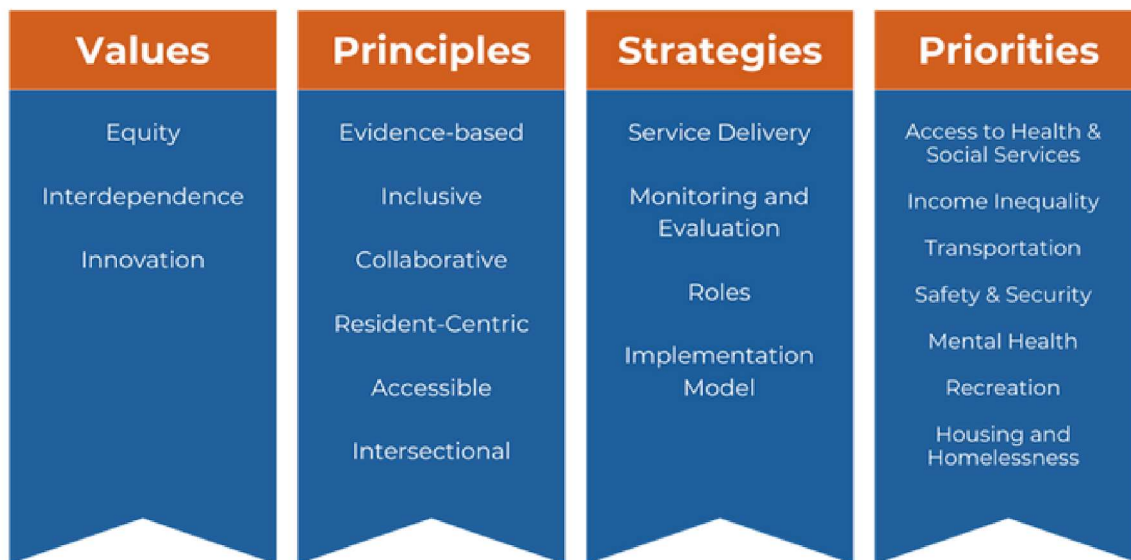 Values
Equity
Interdependence
Innovation
Principles
Evidence-based
Inclusive
Collaborative
Resident-Centric
Accessible
Intersectional
Strategies
Service Delivery
Monitoring and
Evaluation
Roles
Implementation
Model
Priorities
Access to Health &
Social Services
Income Inequality
Transportation
Safety & Security
Mental Health
Recreation
Housing and
Homelessness